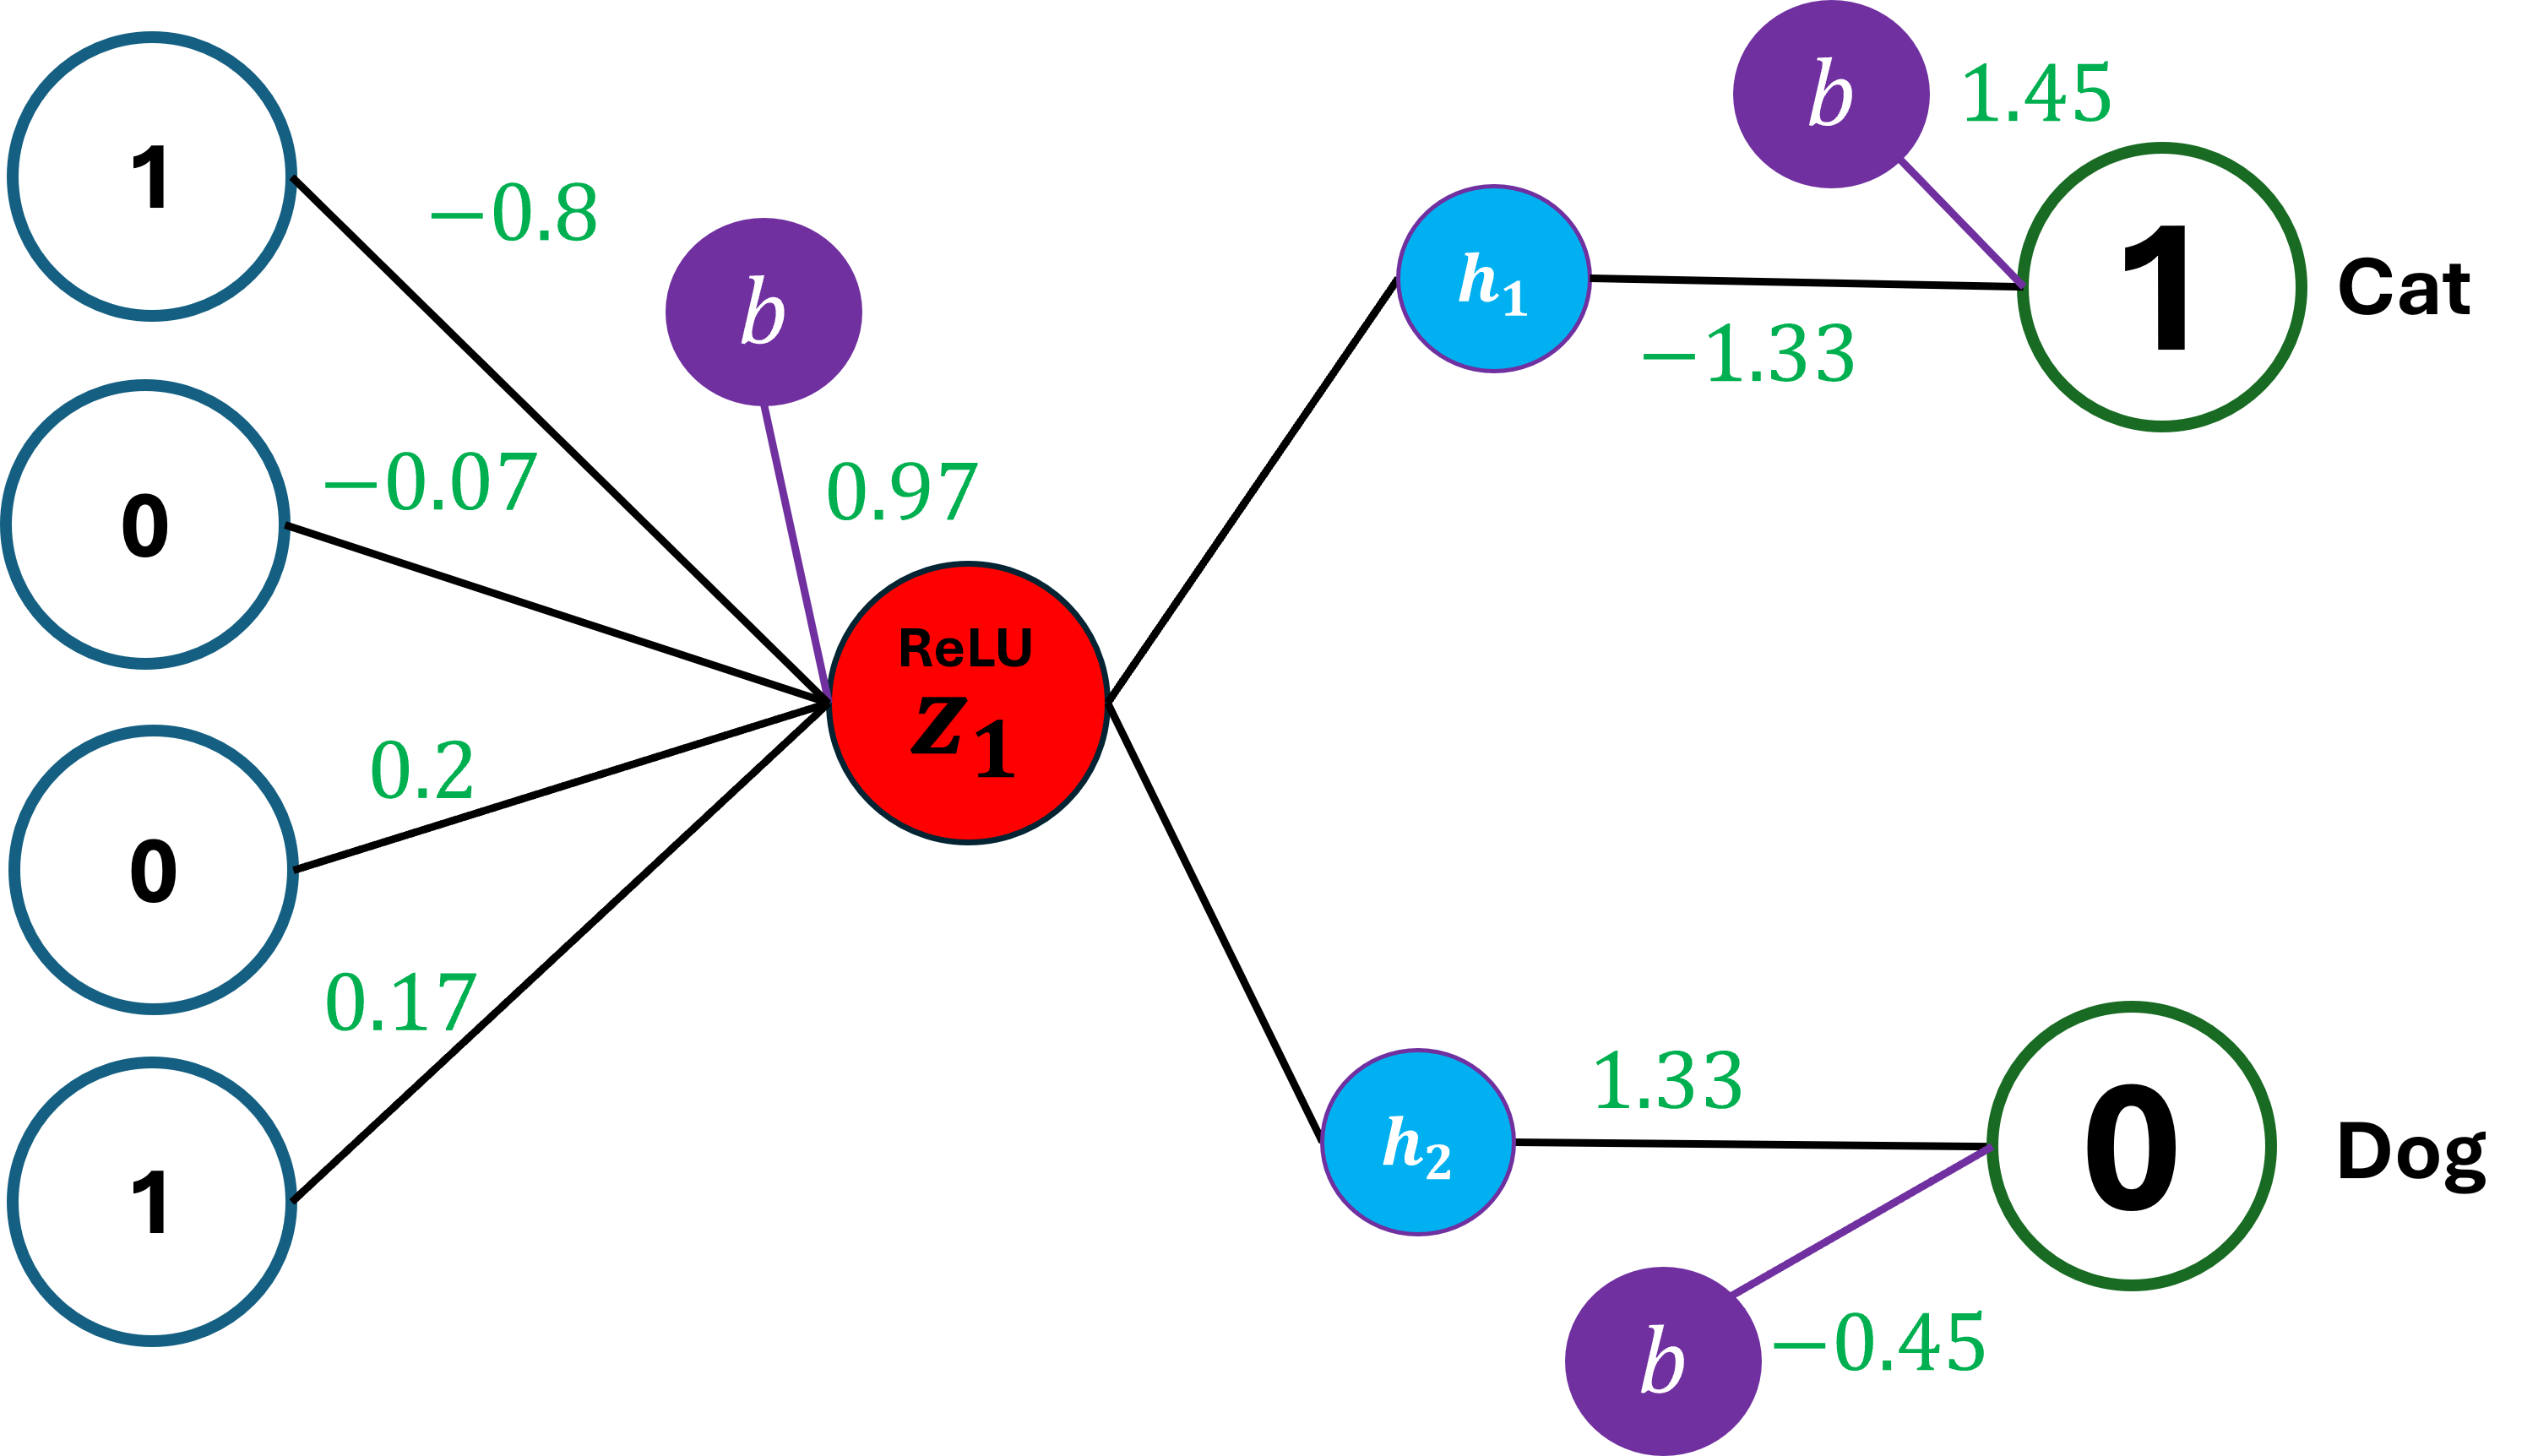 1
−0.8
b
1.45
1
Cat
h₁
−1.33
b
0
−0.07
0.97
ReLU
z₁
0
0.2
1
0.17
h₂
1.33
0
Dog
b
−0.45